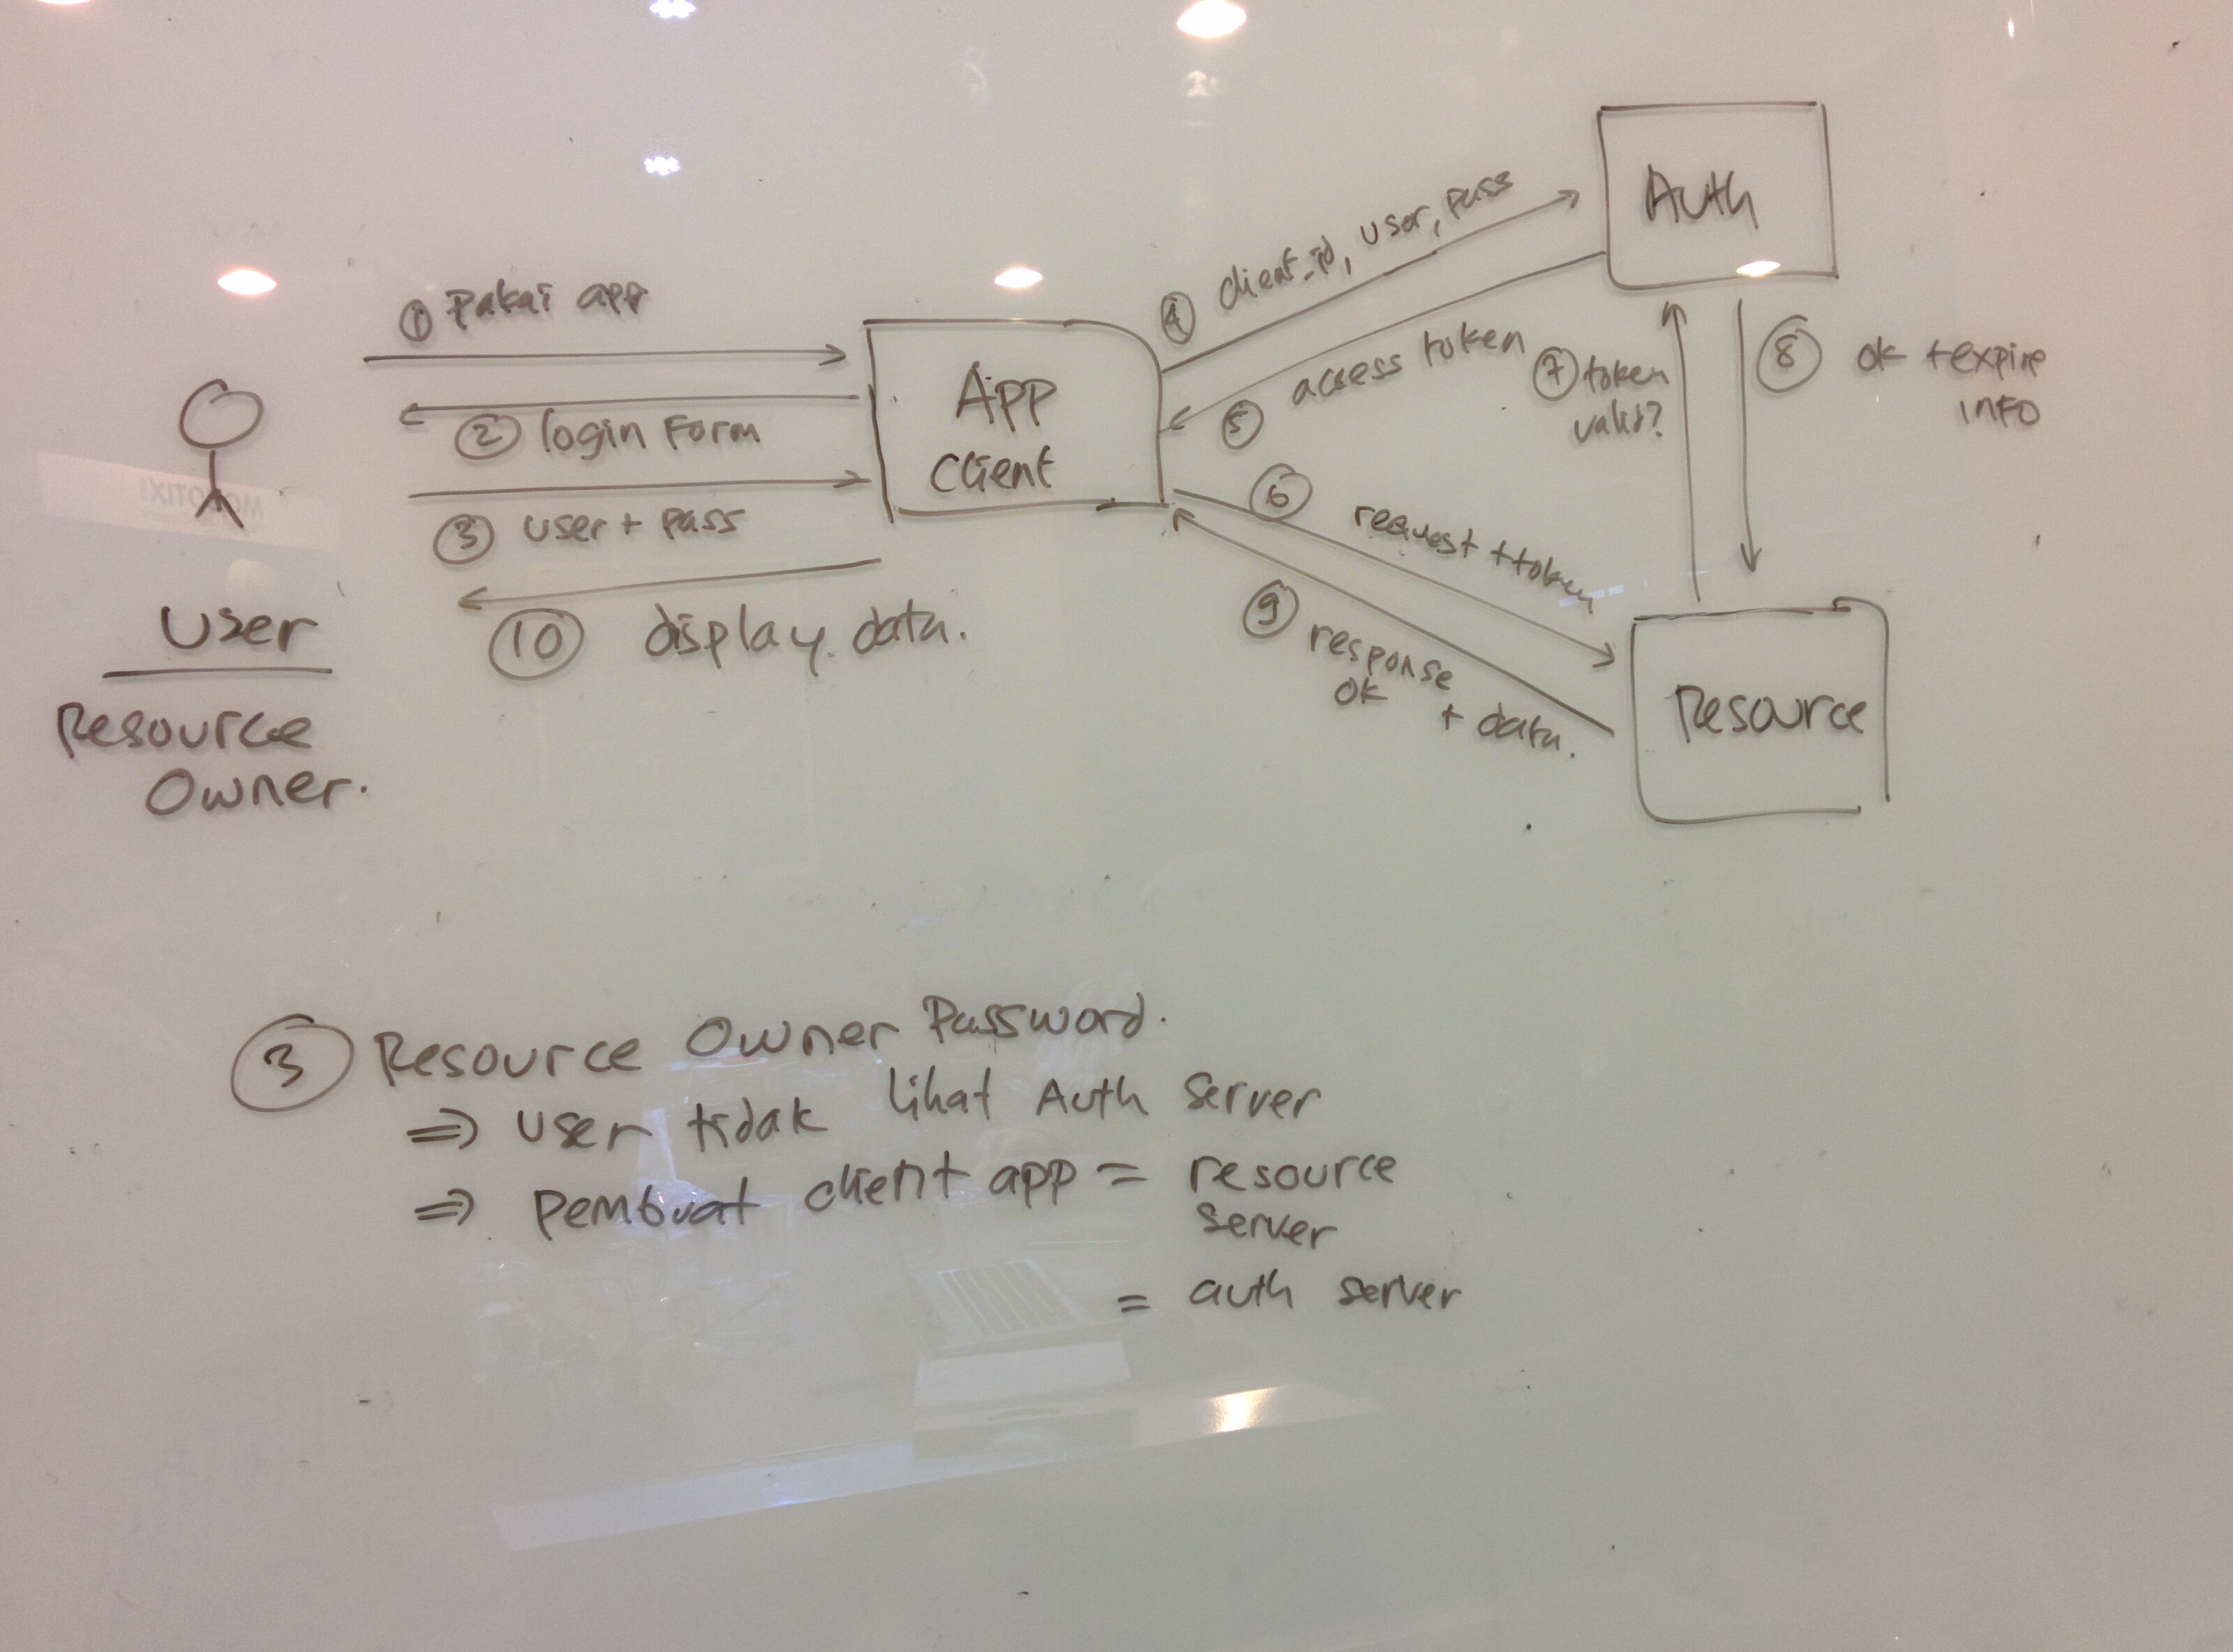 ① pakai app
② login Form
③ user + pass
⑩ display data.
User
Resource
Owner.
App
Client
④ client_id, user, pass
⑤ access token
⑥ request + token
⑨ response
ok
+ data.
Auth
⑦ token
valid?
⑧ ok + expire
INFO
Resource
③ Resource Owner Password.
⇒ user tidak lihat Auth Server
⇒ pembuat client app = resource
server
= auth server